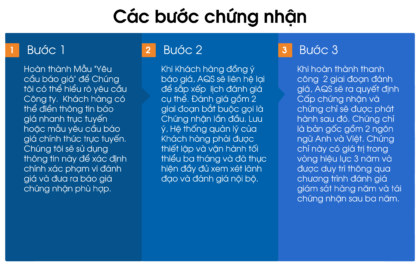 Các bước chứng nhận
1 Bước 1
Hoàn thành Mẫu "Yêu
cầu báo giá" để Chúng
tôi có thể hiểu rõ yêu cầu
Công ty. Khách hàng có
thể điền thông tin báo
giá nhanh trực tuyến
hoặc mẫu yêu cầu báo
giá chính thức trực tuyến.
Chúng tôi sẽ sử dụng
thông tin này để xác định
chính xác phạm vi đánh
giá và đưa ra báo giá
chứng nhận phù hợp.
2 Bước 2
Khi Khách hàng đồng ý
báo giá, AQS sẽ liên hệ lại
để sắp xếp lịch đánh giá
cụ thể. Đánh giá gồm 2
giai đoạn bắt buộc gọi là
Chứng nhận lần đầu. Lưu
ý, Hệ thống quản lý của
Khách hàng phải được
thiết lập và vận hành tối
thiểu ba tháng và đã thực
hiện đầy đủ xem xét lãnh
đạo và đánh giá nội bộ.
3 Bước 3
Khi hoàn thành thanh
công 2 giai đoạn đánh
giá, AQS sẽ ra quyết định
Cấp chứng nhận và
chứng chỉ sẽ được phát
hành sau đó. Chứng chỉ
là bản gốc gồm 2 ngôn
ngữ Anh và Việt. Chứng
chỉ này có giá trị trong
vòng hiệu lực 3 năm và
được duy trì thông qua
chương trình đánh giá
giám sát hàng năm và tái
chứng nhận sau ba năm.